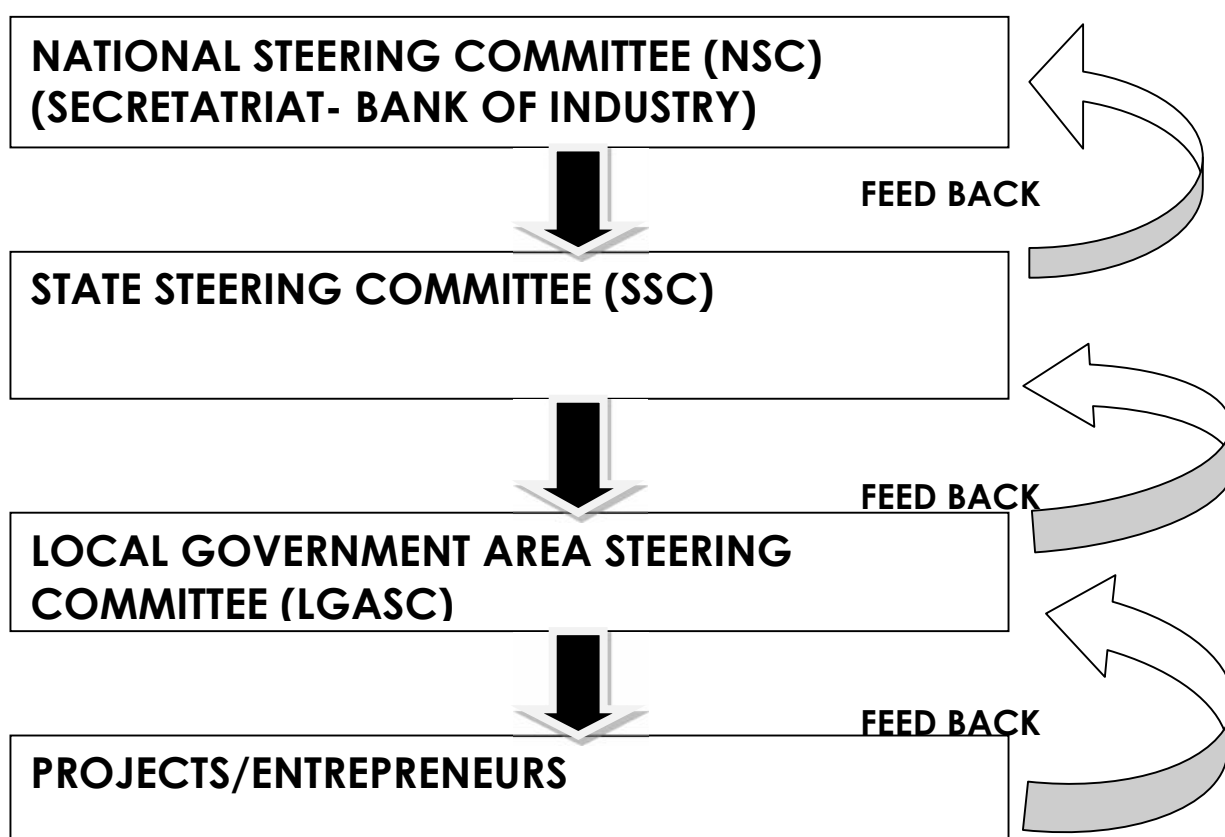 NATIONAL STEERING COMMITTEE (NSC)
(SECRETATRIAT- BANK OF INDUSTRY)
FEED BACK
STATE STEERING COMMITTEE (SSC)
FEED BACK
LOCAL GOVERNMENT AREA STEERING
COMMITTEE (LGASC)
FEED BACK
PROJECTS/ENTREPRENEURS